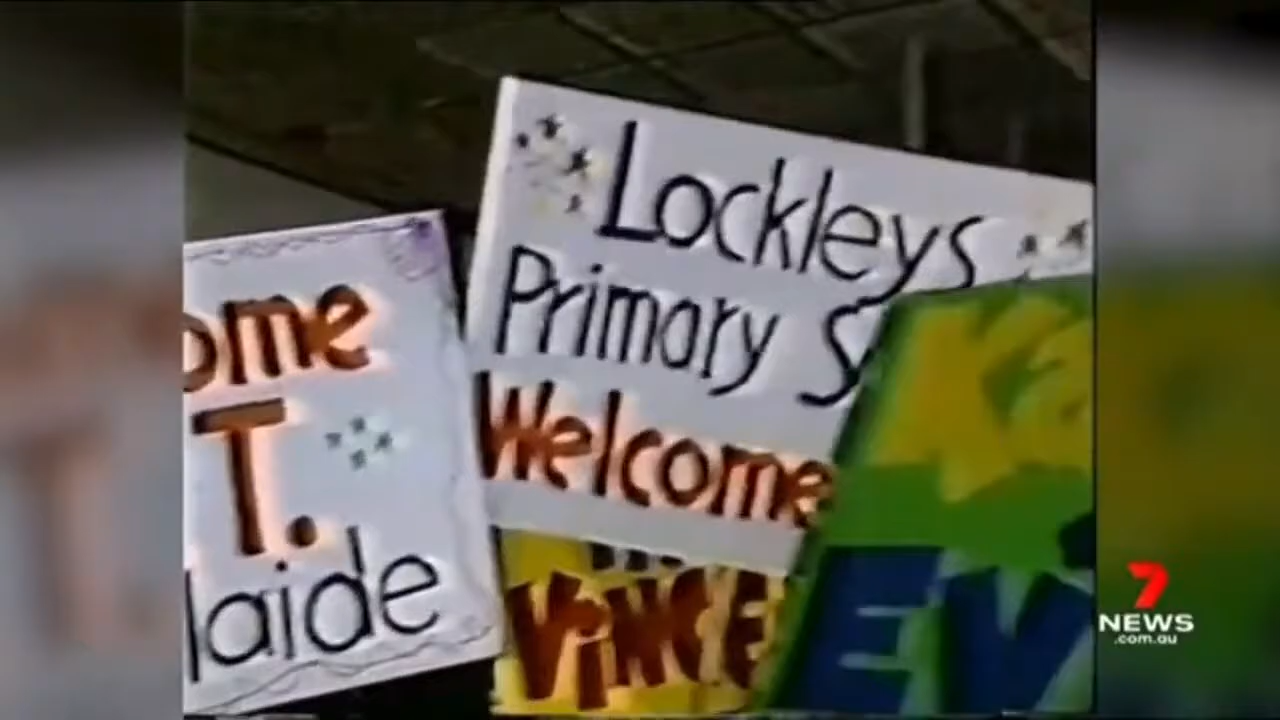 ome
T.
laide
Lockleys
Primary S
Welcome
VINCE
EV
7
NEWS
.com.au